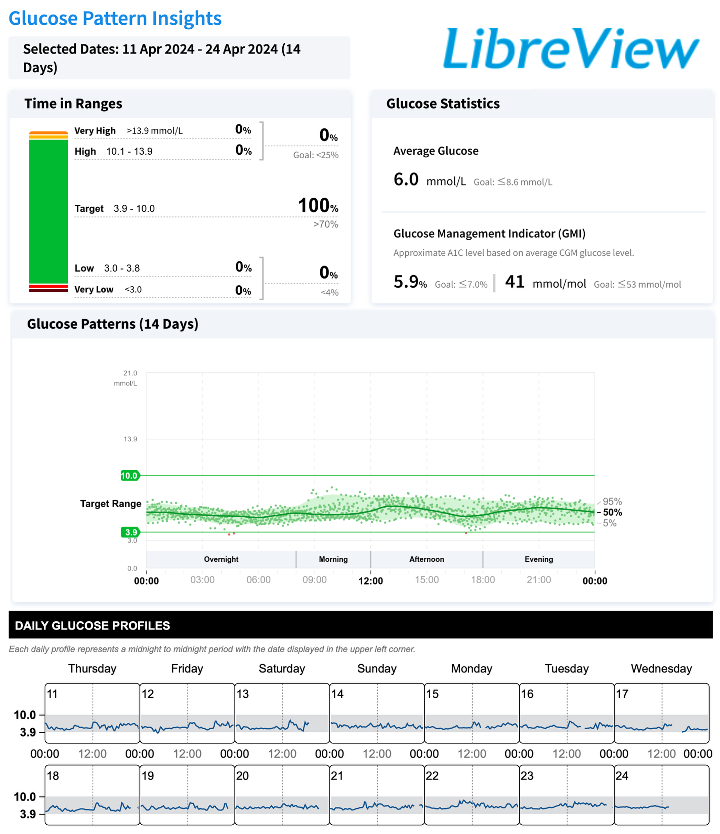 Glucose Pattern Insights
LibreView
Selected Dates: 11 Apr 2024 - 24 Apr 2024 (14
Days)
Time in Ranges
Very High >13.9 mmol/L 0%
High 10.1 - 13.9 0%
0%
Goal: <25%
Target 3.9 - 10.0 100%
>70%
Low 3.0 - 3.8 0%
Very Low <3.0 0%
0%
<4%
Glucose Statistics
Average Glucose
6.0 mmol/L Goal: ≤8.6 mmol/L
Glucose Management Indicator (GMI)
Approximate A1C level based on average CGM glucose level.
5.9% Goal: ≤7.0% 41 mmol/mol Goal: ≤53 mmol/mol
Glucose Patterns (14 Days)
21.0
mmol/L
13.9
10.0
Target Range
95%
50%
5%
3.9
3.0
0.0
Overnight Morning Afternoon Evening
00:00 03:00 06:00 09:00 12:00 15:00 18:00 21:00 00:00
DAILY GLUCOSE PROFILES
Each daily profile represents a midnight to midnight period with the date displayed in the upper left corner.
Thursday Friday Saturday Sunday Monday Tuesday Wednesday
11 12 13 14 15 16 17
10.0
3.9
00:00 12:00 00:00 12:00 00:00 12:00 00:00 12:00 00:00 12:00 00:00 12:00 00:00 12:00 00:00
18 19 20 21 22 23 24
10.0
3.9